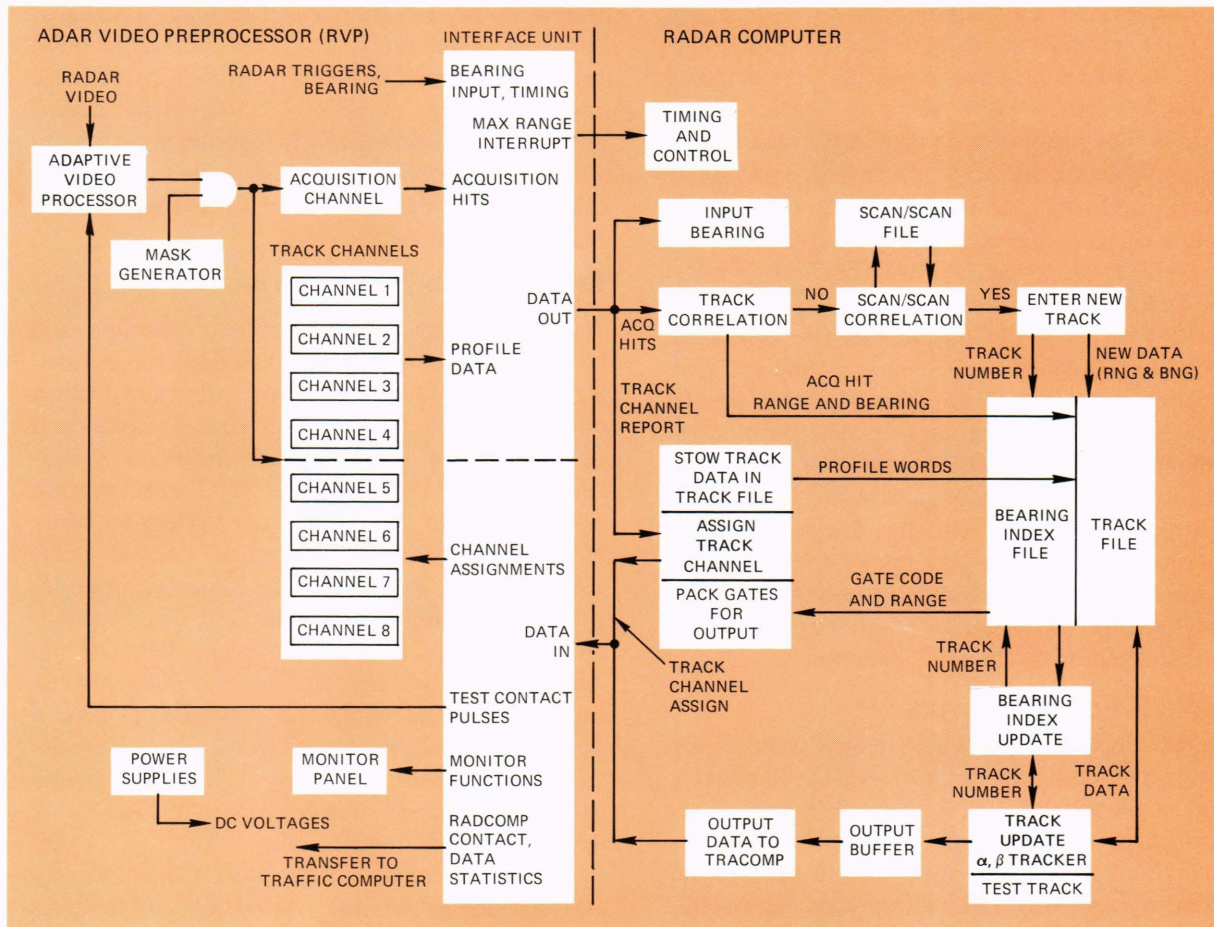 ADAR VIDEO PREPROCESSOR (RVP)
INTERFACE UNIT
RADAR COMPUTER
RADAR
VIDEO
RADAR TRIGGERS,
BEARING
BEARING
INPUT, TIMING
MAX RANGE
INTERRUPT
TIMING
AND
CONTROL
ADAPTIVE
VIDEO
PROCESSOR
MASK
GENERATOR
ACQUISITION
CHANNEL
ACQUISITION
HITS
TRACK CHANNELS
CHANNEL 1
CHANNEL 2
CHANNEL 3
CHANNEL 4
CHANNEL 5
CHANNEL 6
CHANNEL 7
CHANNEL 8
DATA
OUT
PROFILE
DATA
CHANNEL
ASSIGNMENTS
DATA
IN
TEST CONTACT
PULSES
POWER
SUPPLIES
DC VOLTAGES
MONITOR
PANEL
MONITOR
FUNCTIONS
TRANSFER TO
TRAFFIC COMPUTER
RADCOMP
CONTACT,
DATA
STATISTICS
INPUT
BEARING
SCAN/SCAN
FILE
ACQ
HITS
TRACK
CORRELATION
NO
SCAN/SCAN
CORRELATION
YES
ENTER NEW
TRACK
TRACK
NUMBER
NEW DATA
(RNG & BNG)
TRACK
CHANNEL
REPORT
ACQ HIT
RANGE AND BEARING
STOW TRACK
DATA IN
TRACK FILE
PROFILE WORDS
ASSIGN
TRACK
CHANNEL
PACK GATES
FOR
OUTPUT
GATE CODE
AND RANGE
BEARING
INDEX
FILE
TRACK
FILE
TRACK
CHANNEL
ASSIGN
TRACK
NUMBER
BEARING
INDEX
UPDATE
TRACK
NUMBER
TRACK
DATA
OUTPUT
DATA TO
TRACOMP
OUTPUT
BUFFER
TRACK
UPDATE
α, β TRACKER
TEST TRACK